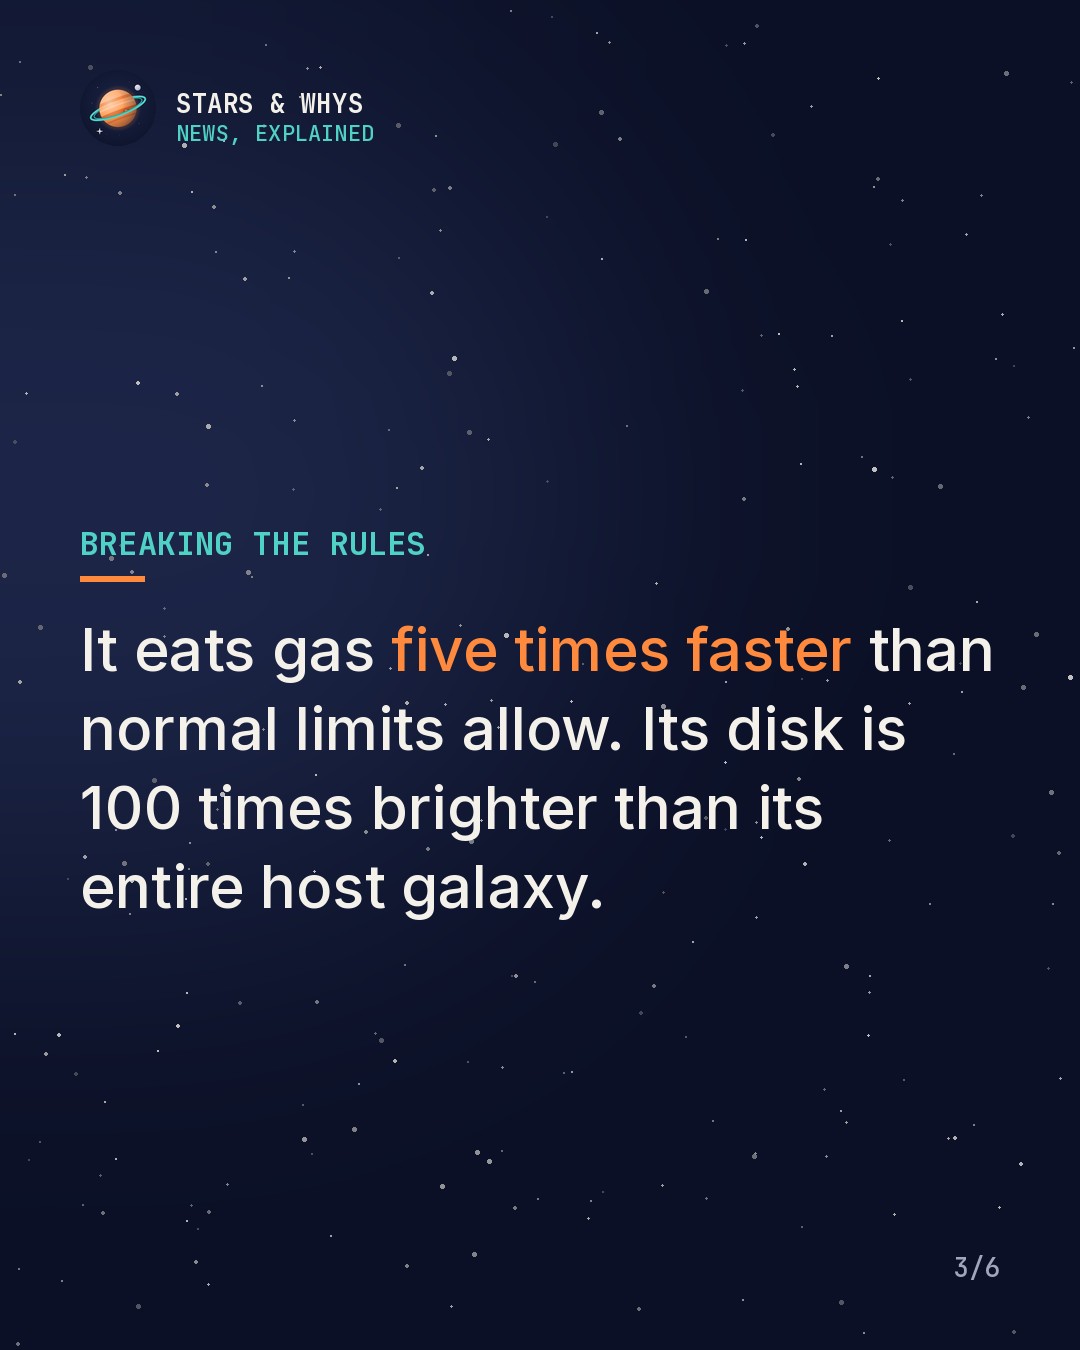 STARS & WHYS
NEWS, EXPLAINED
BREAKING THE RULES
It eats gas five times faster than
normal limits allow. Its disk is
100 times brighter than its
entire host galaxy.
3/6